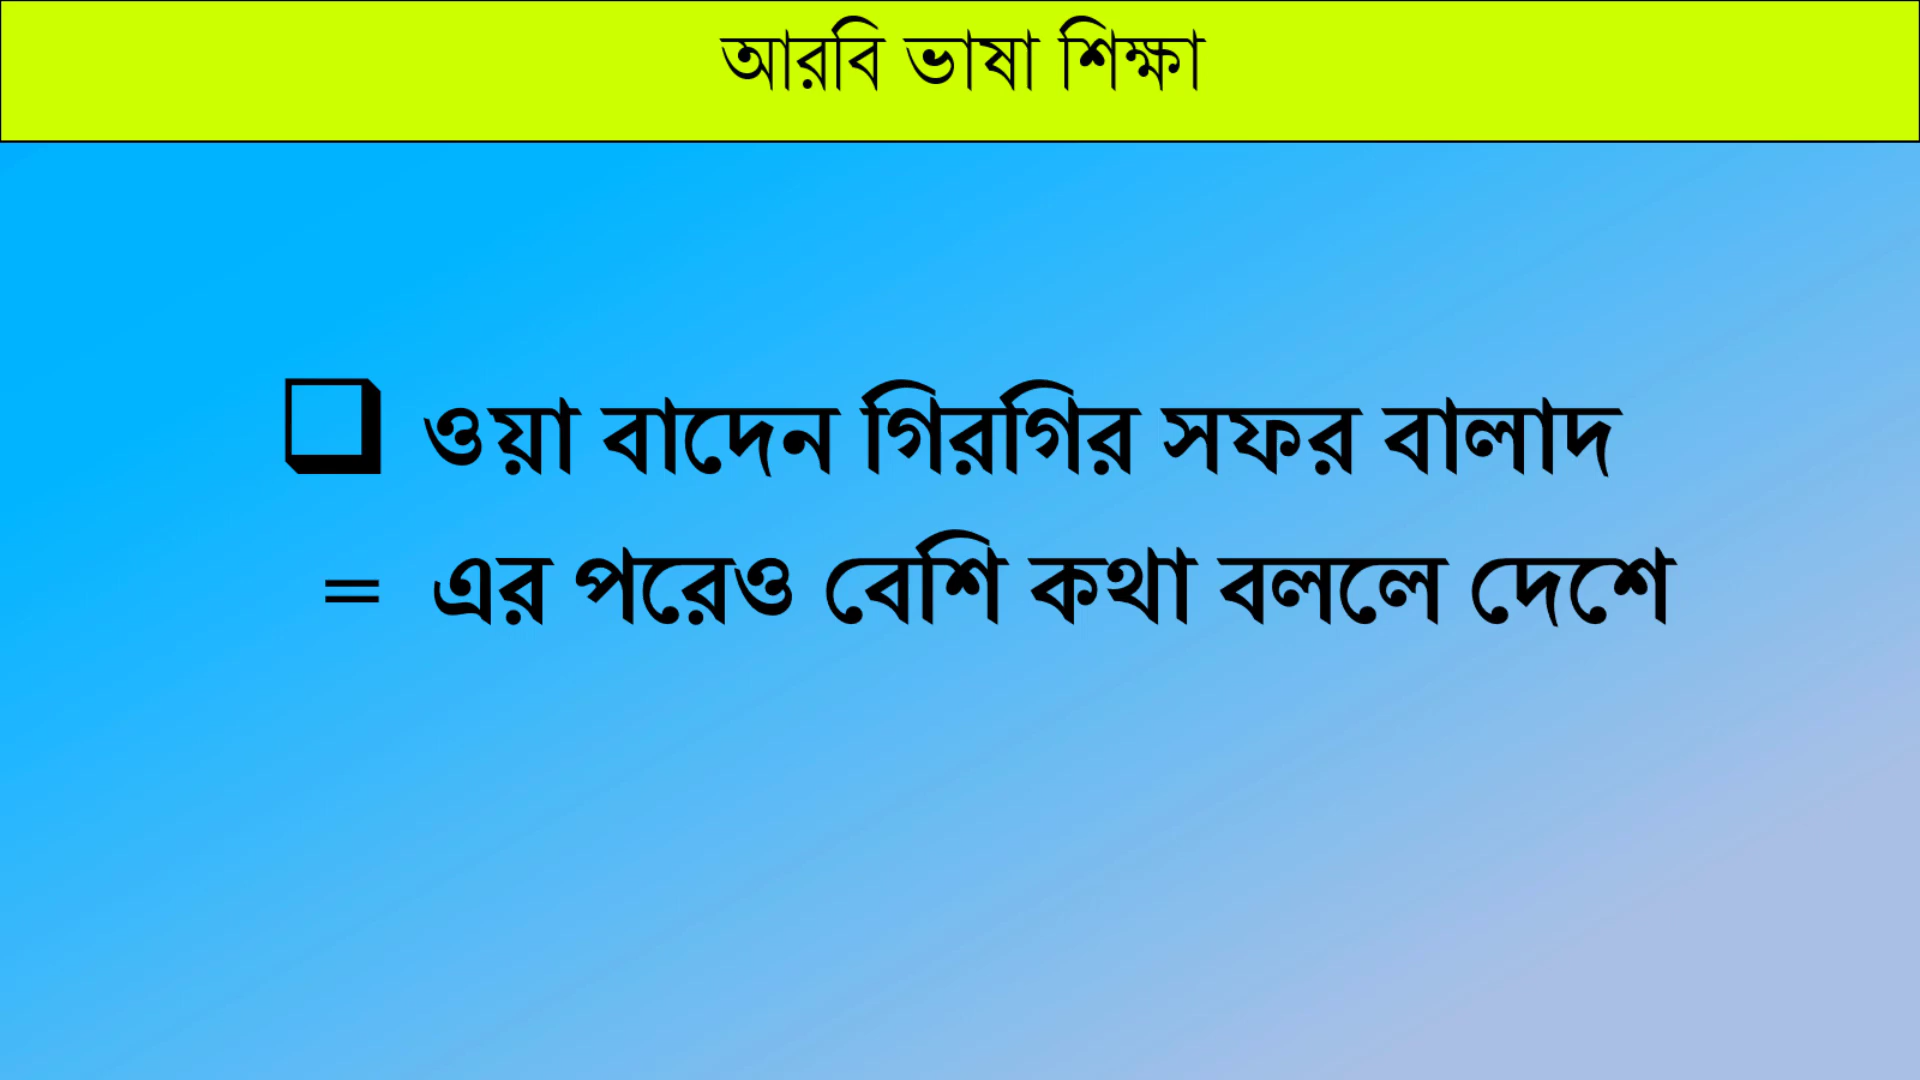 আরবি ভাষা শিক্ষা
❑ ওয়া বাদেন গিরগির সফর বালাদ
= এর পরেও বেশি কথা বললে দেশে